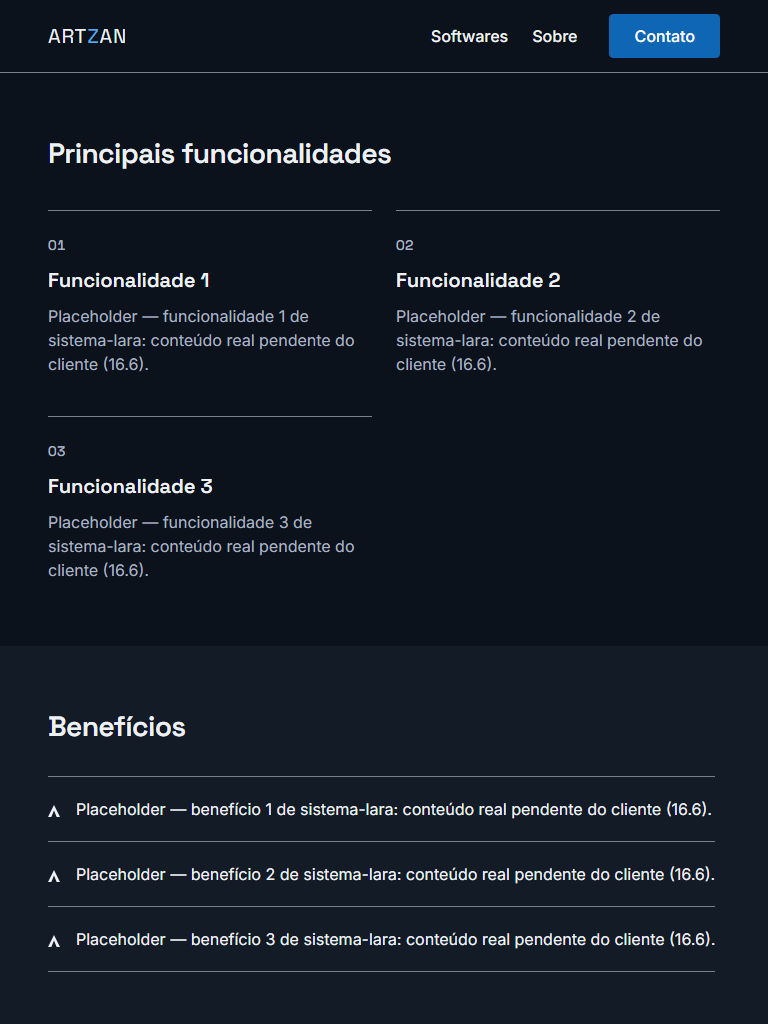 ARTZAN
Softwares Sobre Contato
Principais funcionalidades
01
Funcionalidade 1
Placeholder — funcionalidade 1 de
sistema-lara: conteúdo real pendente do
cliente (16.6).
02
Funcionalidade 2
Placeholder — funcionalidade 2 de
sistema-lara: conteúdo real pendente do
cliente (16.6).
03
Funcionalidade 3
Placeholder — funcionalidade 3 de
sistema-lara: conteúdo real pendente do
cliente (16.6).
Benefícios
Placeholder — benefício 1 de sistema-lara: conteúdo real pendente do cliente (16.6).
Placeholder — benefício 2 de sistema-lara: conteúdo real pendente do cliente (16.6).
Placeholder — benefício 3 de sistema-lara: conteúdo real pendente do cliente (16.6).